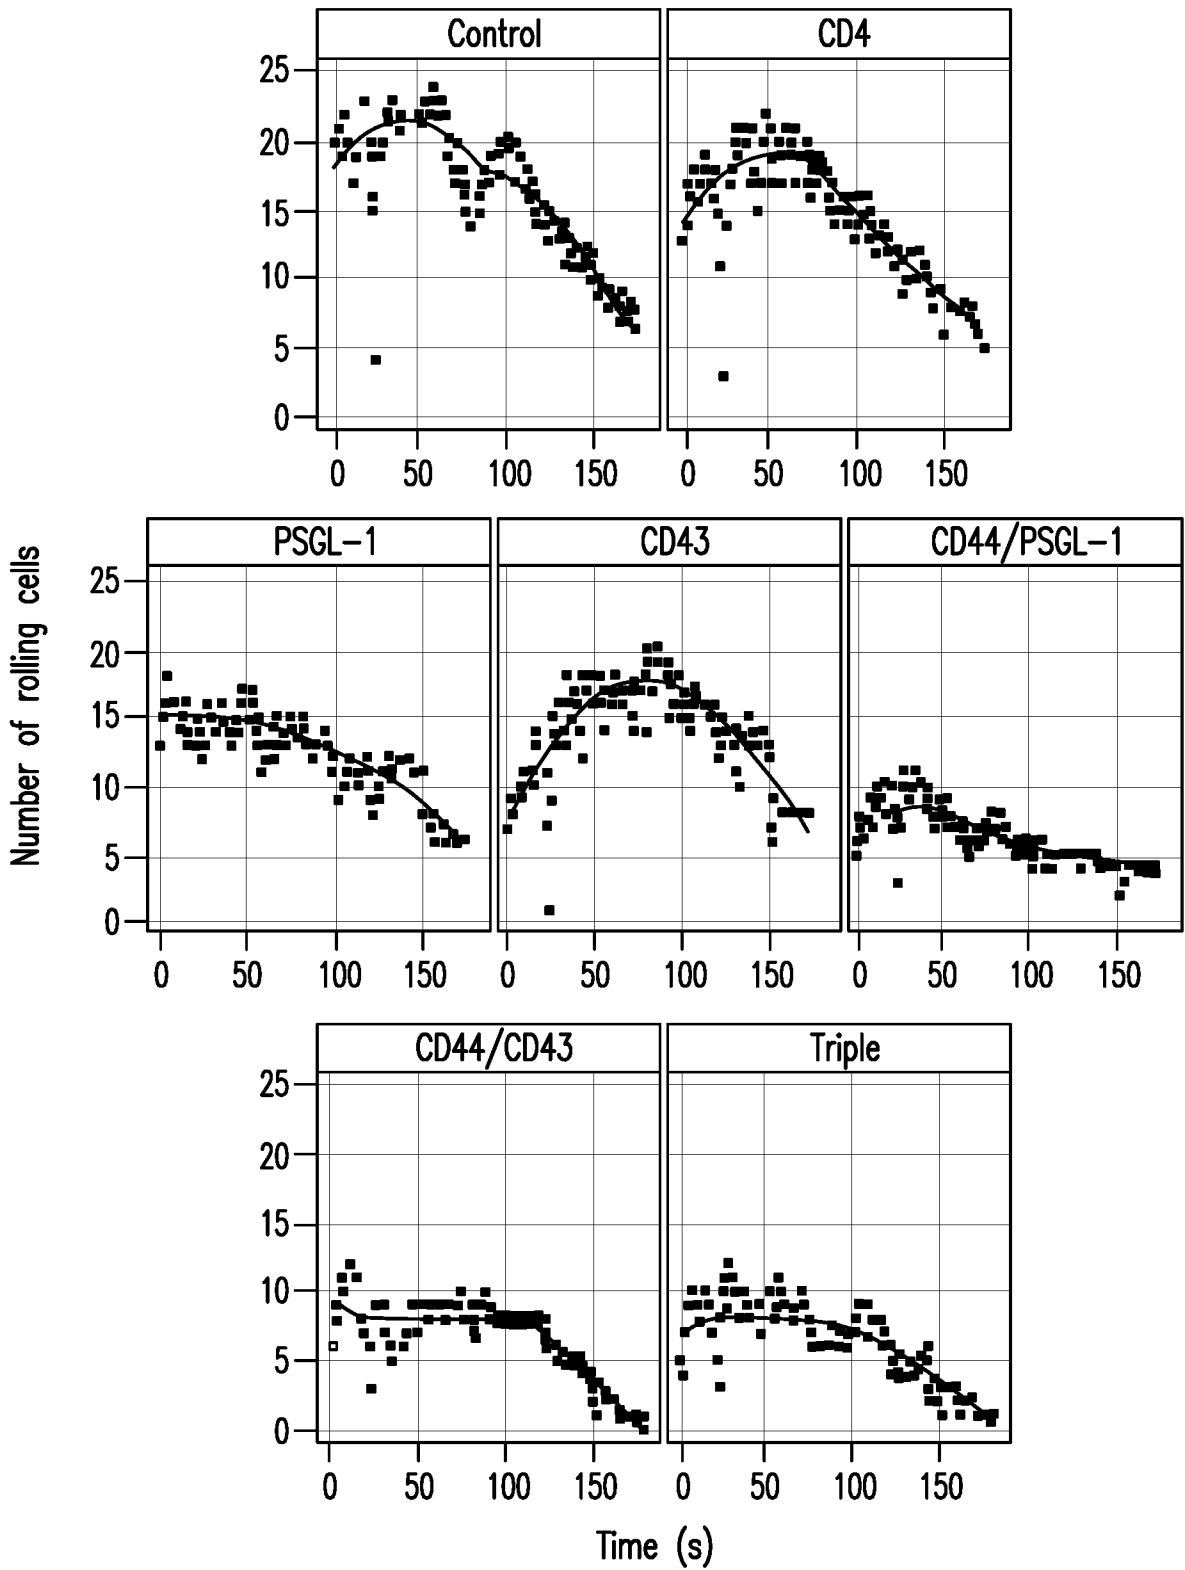 Control CD4
25
20
15
10
5
0
0 50 100 150 0 50 100 150
Number of rolling cells
PSGL-1 CD43 CD44/PSGL-1
25
20
15
10
5
0
0 50 100 150 0 50 100 150 0 50 100 150
CD44/CD43 Triple
25
20
15
10
5
0
0 50 100 150 0 50 100 150
Time (s)